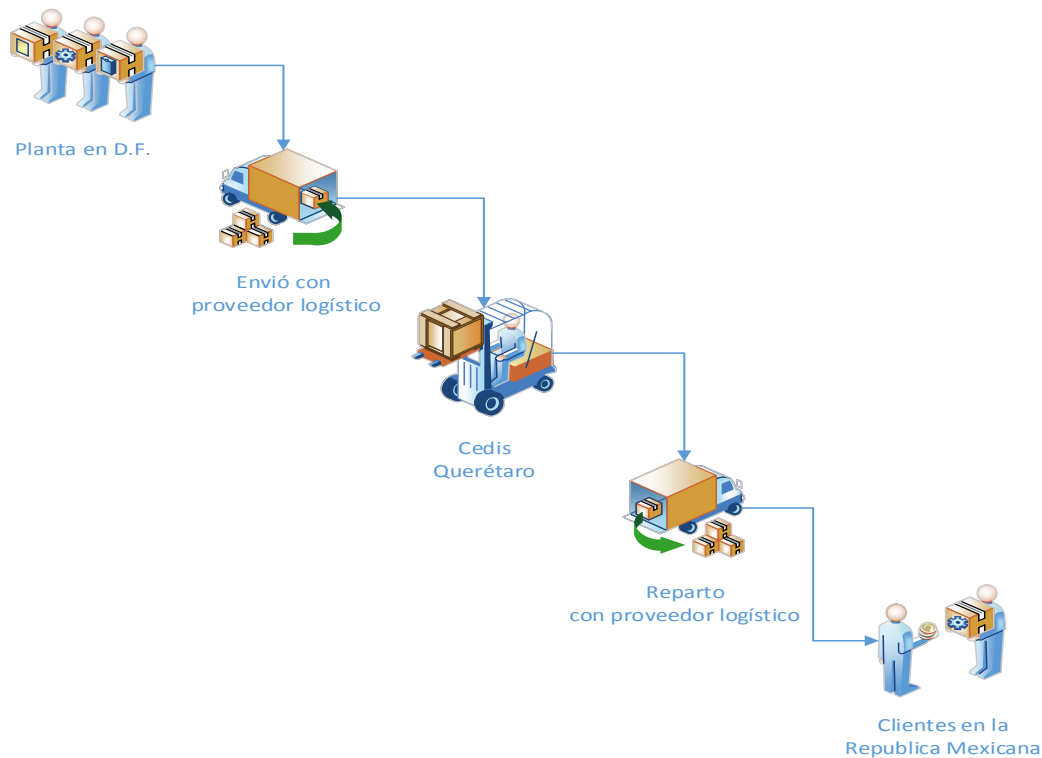 Planta en D.F.
Envió con
proveedor logístico
Cedis
Querétaro
Reparto
con proveedor logístico
Clientes en la
Republica Mexicana